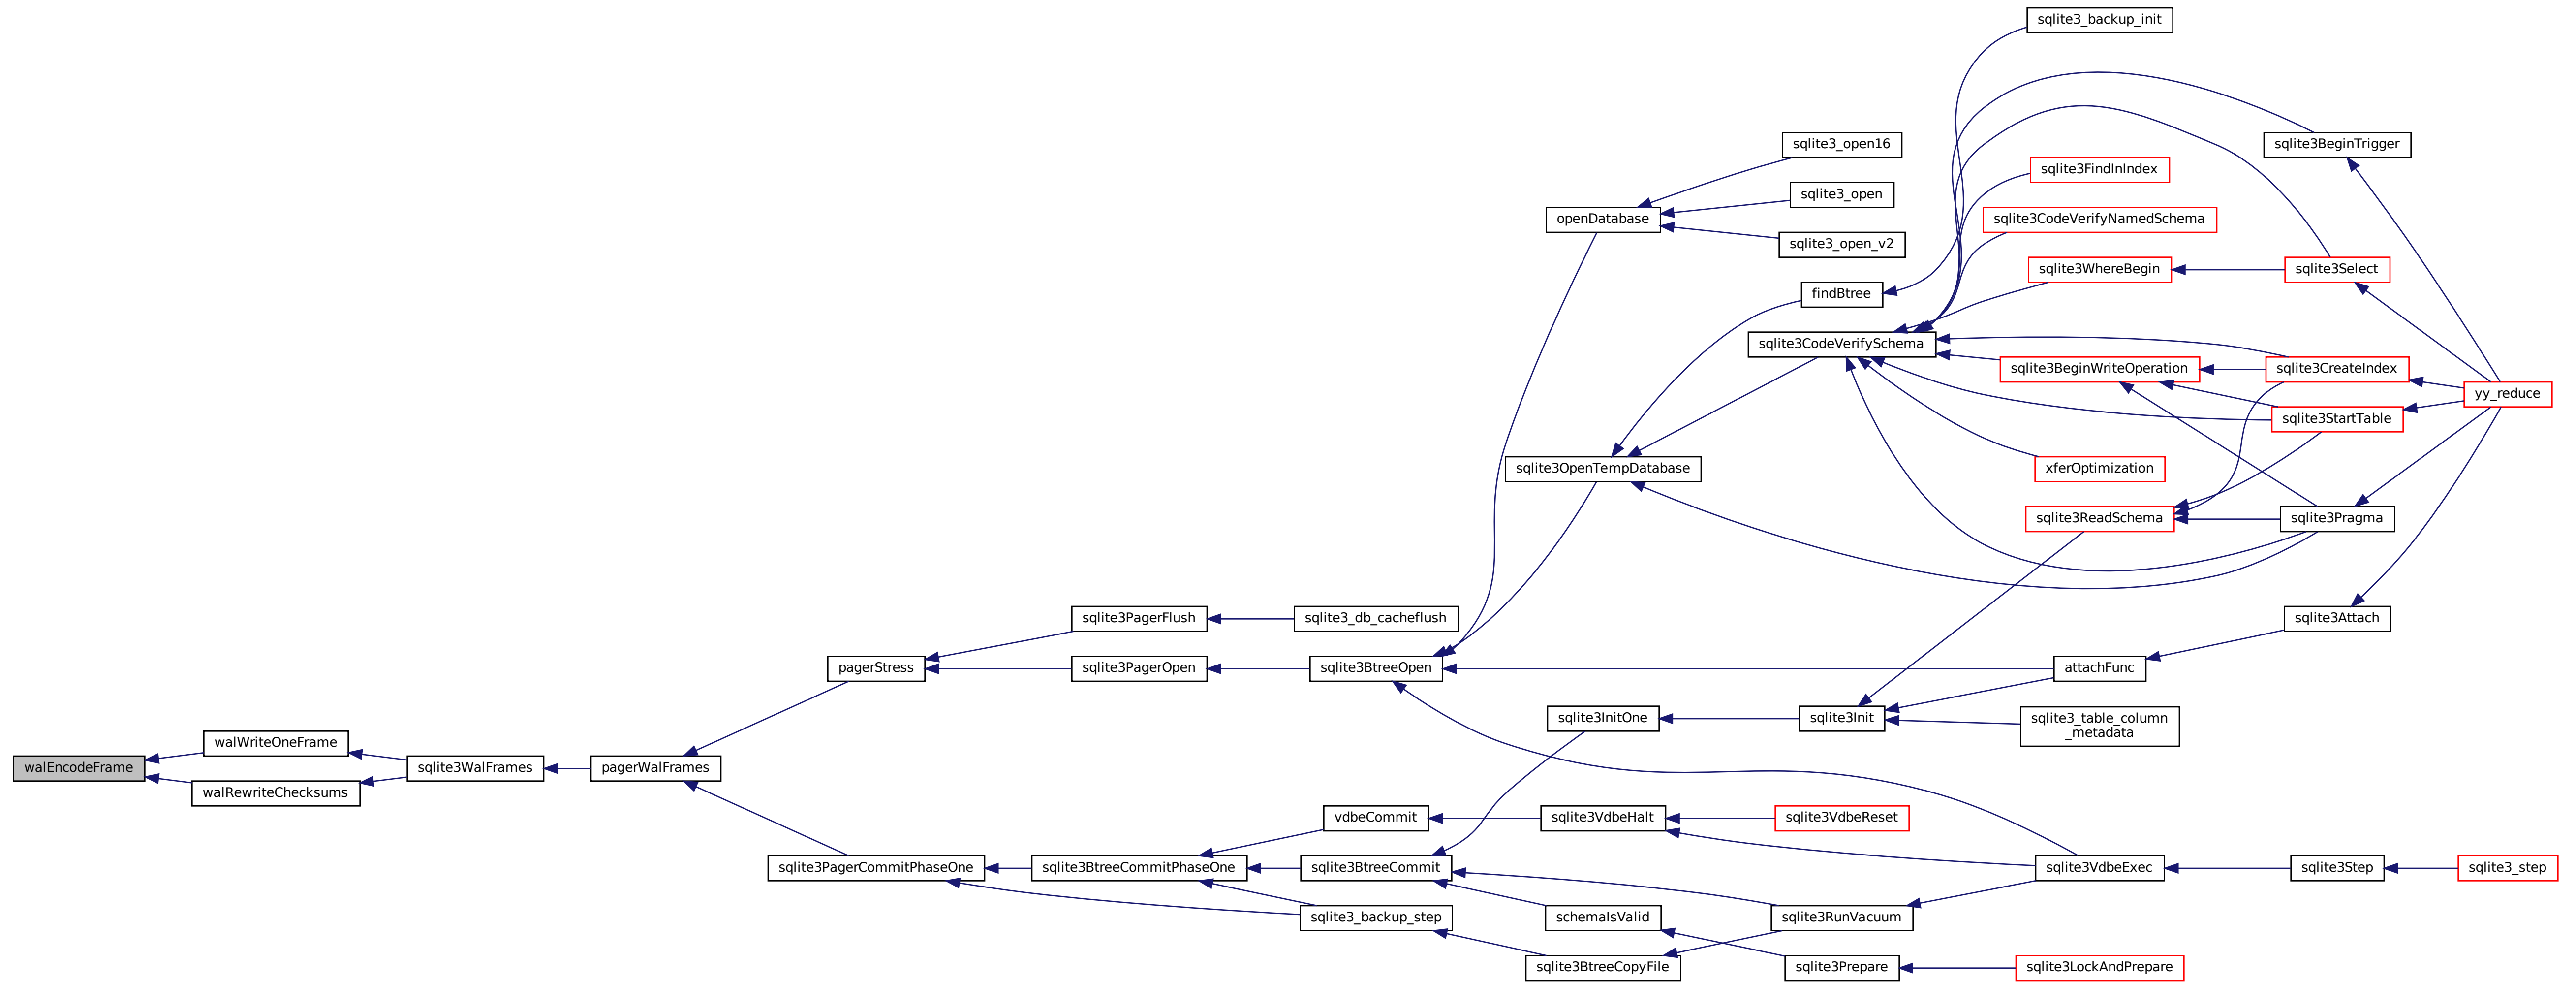 sqlite3_backup_init
sqlite3_open16
sqlite3BeginTrigger
sqlite3FindInIndex
sqlite3_open
openDatabase
sqlite3CodeVerifyNamedSchema
sqlite3_open_v2
sqlite3WhereBegin
sqlite3Select
findBtree
sqlite3CodeVerifySchema
sqlite3BeginWriteOperation
sqlite3CreateIndex
yy_reduce
sqlite3StartTable
sqlite3OpenTempDatabase
xferOptimization
sqlite3ReadSchema
sqlite3Pragma
sqlite3PagerFlush
sqlite3_db_cacheflush
sqlite3Attach
pagerStress
sqlite3PagerOpen
sqlite3BtreeOpen
attachFunc
sqlite3InitOne
sqlite3Init
sqlite3_table_column
_metadata
walWriteOneFrame
walEncodeFrame
sqlite3WalFrames
pagerWalFrames
walRewriteChecksums
vdbeCommit
sqlite3VdbeHalt
sqlite3VdbeReset
sqlite3PagerCommitPhaseOne
sqlite3BtreeCommitPhaseOne
sqlite3BtreeCommit
sqlite3VdbeExec
sqlite3Step
sqlite3_step
sqlite3_backup_step
schemaIsValid
sqlite3RunVacuum
sqlite3BtreeCopyFile
sqlite3Prepare
sqlite3LockAndPrepare